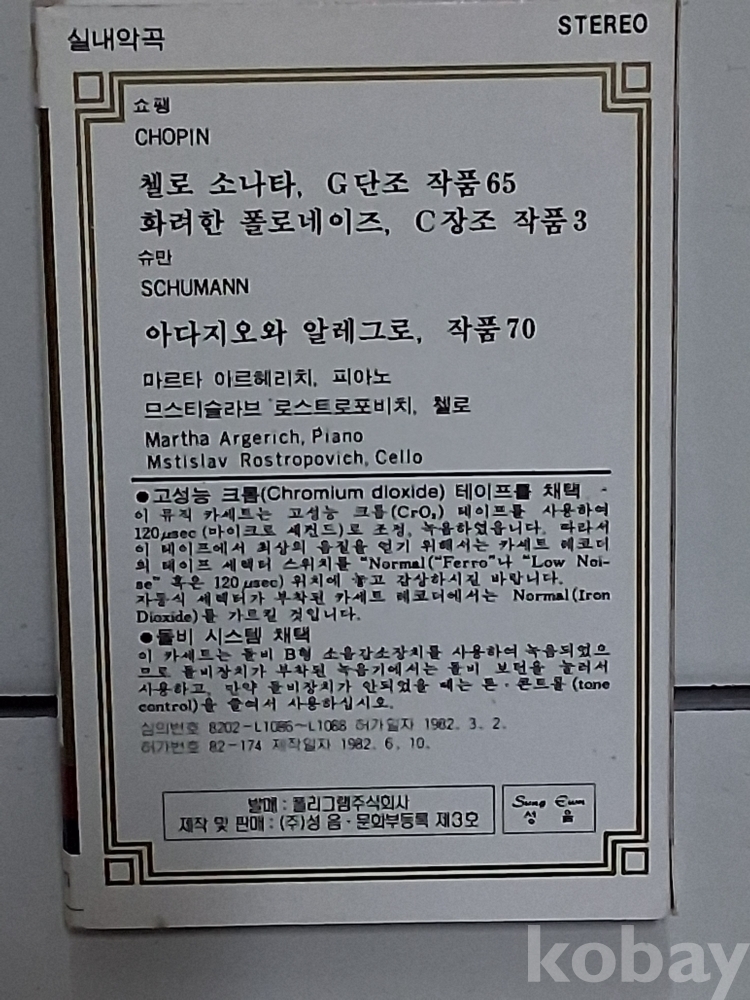 실내악곡
STEREO
쇼팽
CHOPIN
첼로 소나타, G단조 작품65
화려한 폴로네이즈, C장조 작품3
슈만
SCHUMANN
아다지오와 알레그로, 작품70
마르타 아르헤리치, 피아노
므스티슬라브 로스트로포비치, 첼로
Martha Argerich, Piano
Mstislav Rostropovich, Cello
●고성능 크롬(Chromium dioxide) 테이프를 채택
이 뮤직 카세트는 고성능 크롬(CrO₂) 테이프를 사용하여
120µsec (마이크로 세컨드)로 조정, 녹음하였읍니다. 따라서
이 테이프에서 최상의 음질을 얻기 위해서는 카세트 레코더
의 테이프 세렉터 스위치를 "Normal("Ferro"나 "Low Noi-
se" 혹은 120µsec) 위치에 놓고 감상하시길 바랍니다.
자동식 세렉터가 부착된 카세트 레코더에서는 Normal(Iron
Dioxide)를 가르킬 것입니다.
●돌비 시스템 채택
이 카세트는 돌비 B형 소음감소장치를 사용하여 녹음되었으
므로 돌비장치가 부착된 녹음기에서는 돌비 보턴을 눌러서
사용하고, 만약 돌비장치가 안되었을 때는 톤·콘트롤 (tone
control)을 줄여서 사용하십시오.
심의번호 8202-L1086~L1088 허가일자 1982. 3. 2.
허가번호 82-174 제작일자 1982. 6. 10.
발매 : 폴리그램주식회사
제작 및 판매 : (주)성 음·문화부등록 제3호
Sung Eum
성 음
kobay